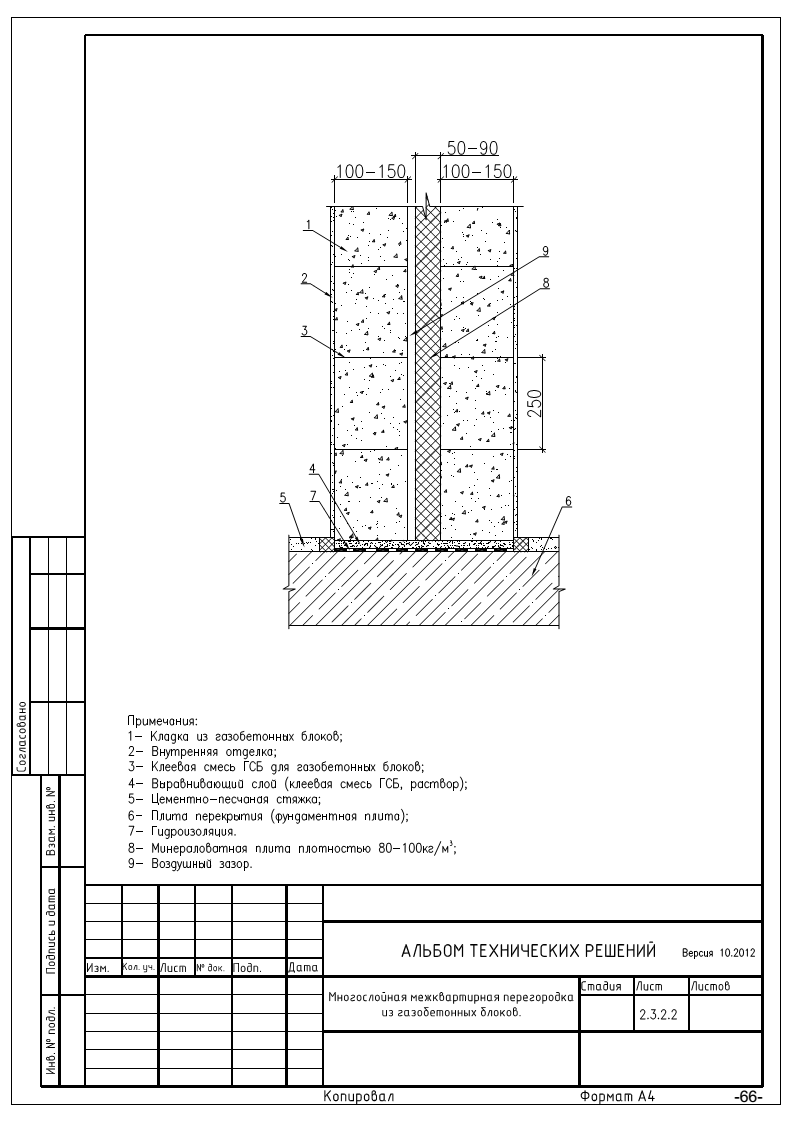 50-90
100-150
100-150
1
2
3
9
8
250
4
7
5
6
Примечания:
1- Кладка из газобетонных блоков;
2- Внутренняя отделка;
3- Клеевая смесь ГСБ для газобетонных блоков;
4- Выравнивающий слой (клеевая смесь ГСБ, раствор);
5- Цементно-песчаная стяжка;
6- Плита перекрытия (фундаментная плита);
7- Гидроизоляция.
8- Минераловатная плита плотностью 80-100кг/м³;
9- Воздушный зазор.
Согласовано
Взам. инв. №
Подпись и дата
Инв. № подл.
Изм. Кол. уч. Лист № док. Подп. Дата
АЛЬБОМ ТЕХНИЧЕСКИХ РЕШЕНИЙ Версия 10.2012
Многослойная межквартирная перегородка
из газобетонных блоков.
Стадия Лист Листов
2.3.2.2
Копировал Формат А4 -66-